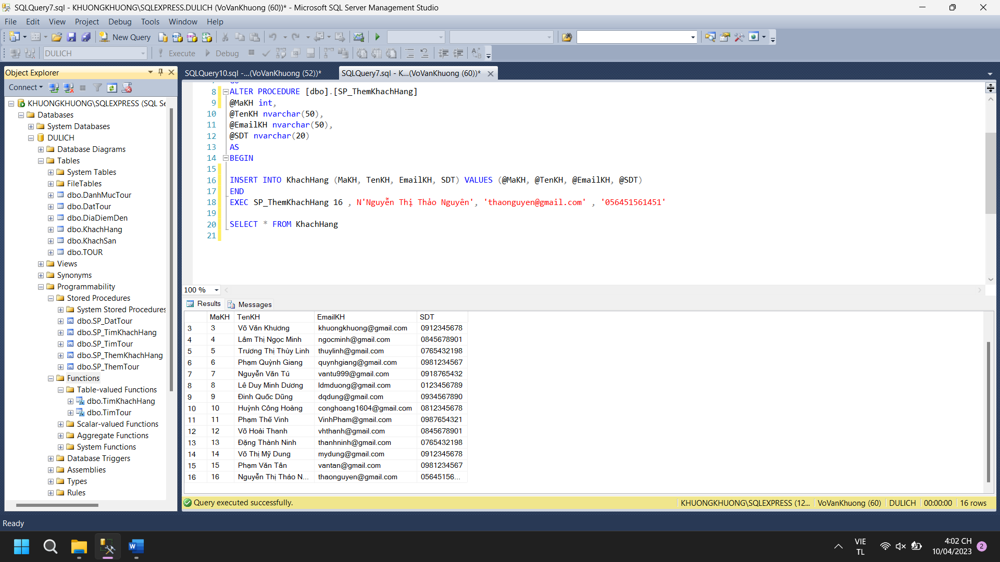 SQLQuery7.sql - KHUONGKHUONG\SQLEXPRESS.DULICH (VoVanKhuong (60))* - Microsoft SQL Server Management Studio
File Edit View Project Debug Tools Window Help
New Query
DULICH Execute Debug
Object Explorer
Connect
KHUONGKHUONG\SQLEXPRESS (SQL Se
Databases
System Databases
DULICH
Database Diagrams
Tables
System Tables
FileTables
dbo.DanhMucTour
dbo.DatTour
dbo.DiaDiemDen
dbo.KhachHang
dbo.KhachSan
dbo.TOUR
Views
Synonyms
Programmability
Stored Procedures
System Stored Procedures
dbo.SP_DatTour
dbo.SP_TimKhachHang
dbo.SP_TimTour
dbo.SP_ThemKhachHang
dbo.SP_ThemTour
Functions
Table-valued Functions
dbo.TimKhachHang
dbo.TimTour
Scalar-valued Functions
Aggregate Functions
System Functions
Database Triggers
Assemblies
Types
Rules
SQLQuery10.sql -...(VoVanKhuong (52))* SQLQuery7.sql - K...(VoVanKhuong (60))*
8 ALTER PROCEDURE [dbo].[SP_ThemKhachHang]
9 @MaKH int,
10 @TenKH nvarchar(50),
11 @EmailKH nvarchar(50),
12 @SDT nvarchar(20)
13 AS
14 BEGIN
15
16 INSERT INTO KhachHang (MaKH, TenKH, EmailKH, SDT) VALUES (@MaKH, @TenKH, @EmailKH, @SDT)
17 END
18 EXEC SP_ThemKhachHang 16 , N'Nguyễn Thị Thảo Nguyên', 'thaonguyen@gmail.com' , '056451561451'
19
20 SELECT * FROM KhachHang
21
100 %
Results Messages
MaKH TenKH EmailKH SDT
3 3 Võ Văn Khương khuongkhuong@gmail.com 0912345678
4 4 Lâm Thị Ngọc Minh ngocminh@gmail.com 0845678901
5 5 Trương Thị Thùy Linh thuylinh@gmail.com 0765432198
6 6 Phạm Quỳnh Giang quynhgiang@gmail.com 0981234567
7 7 Nguyễn Văn Tú vantu999@gmail.com 0918765432
8 8 Lê Duy Minh Dương ldmduong@gmail.com 0123456789
9 9 Đinh Quốc Dũng dqdung@gmail.com 0934567890
10 10 Huỳnh Công Hoàng conghoang1604@gmail.com 0812345678
11 11 Phạm Thế Vinh VinhPham@gmail.com 0987654321
12 12 Võ Hoài Thanh vhthanh@gmail.com 0845678901
13 13 Đặng Thành Ninh thanhninh@gmail.com 0765432198
14 14 Võ Thị Mỹ Dung mydung@gmail.com 0912345678
15 15 Phạm Văn Tân vantan@gmail.com 0981234567
16 16 Nguyễn Thị Thảo N... thaonguyen@gmail.com 05645156...
Query executed successfully. KHUONGKHUONG\SQLEXPRESS (12... VoVanKhuong (60) DULICH 00:00:00 16 rows
Ready
VIE
TL
4:02 CH
10/04/2023
2